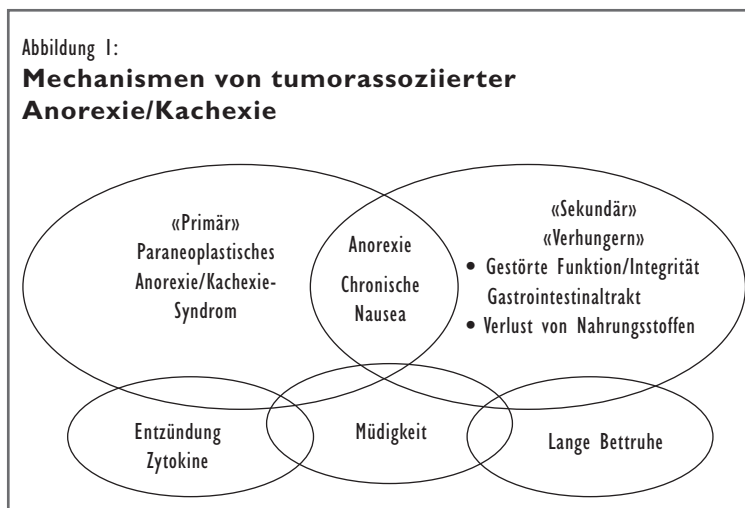 Abbildung 1:
Mechanismen von tumorassoziierter
Anorexie/Kachexie
«Primär»
Paraneoplastisches
Anorexie/Kachexie-
Syndrom
Anorexie
Chronische
Nausea
«Sekundär»
«Verhungern»
• Gestörte Funktion/Integrität
Gastrointestinaltrakt
• Verlust von Nahrungsstoffen
Entzündung
Zytokine
Müdigkeit
Lange Bettruhe